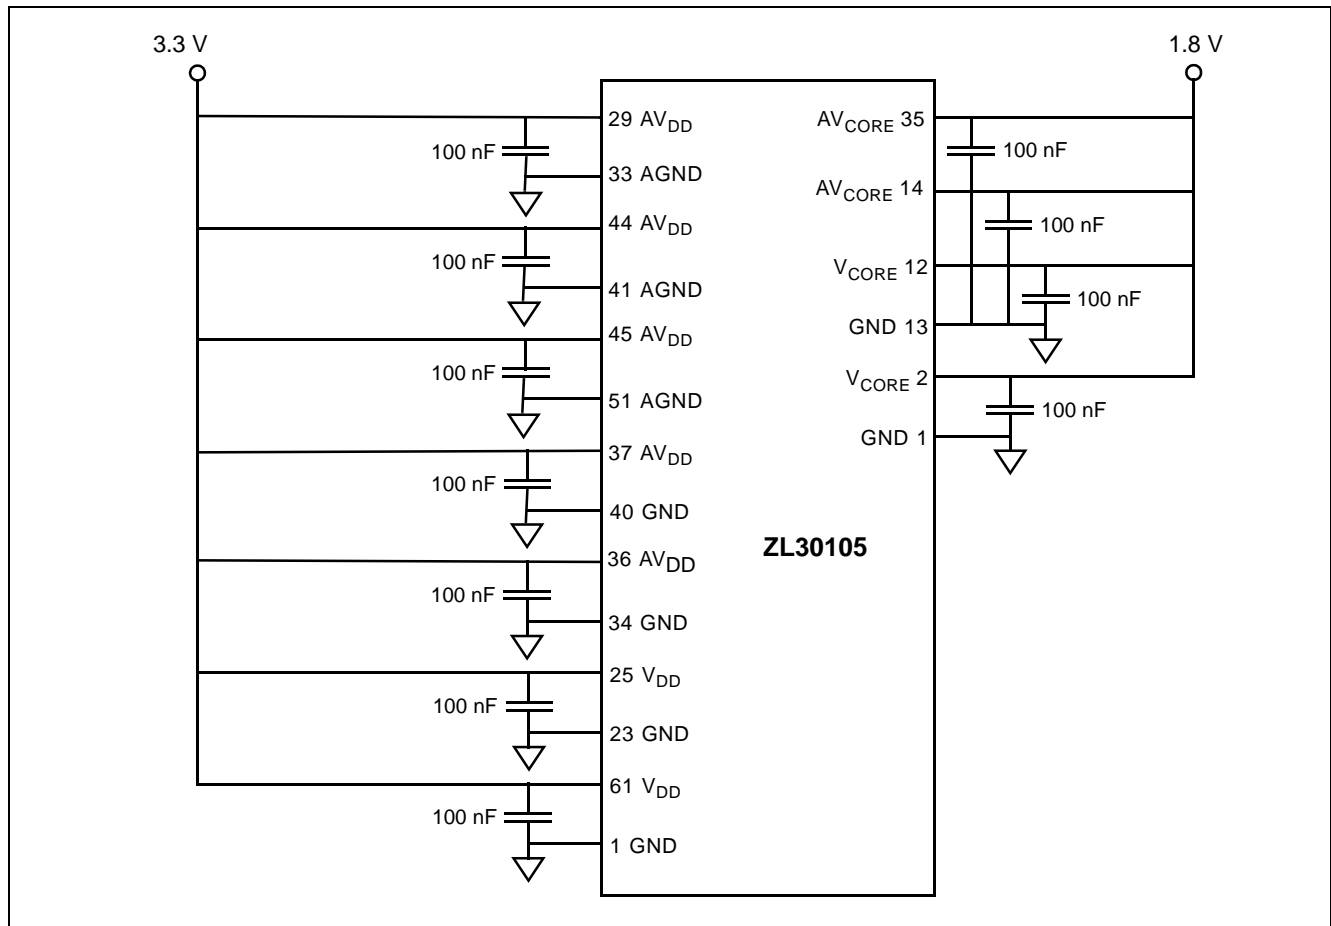 3.3 V
1.8 V
29 AVDD
100 nF
33 AGND
44 AVDD
100 nF
41 AGND
45 AVDD
100 nF
51 AGND
37 AVDD
100 nF
40 GND
36 AVDD
100 nF
34 GND
25 VDD
100 nF
23 GND
61 VDD
100 nF
1 GND
ZL30105
AVCORE 35
100 nF
AVCORE 14
100 nF
VCORE 12
100 nF
GND 13
VCORE 2
100 nF
GND 1